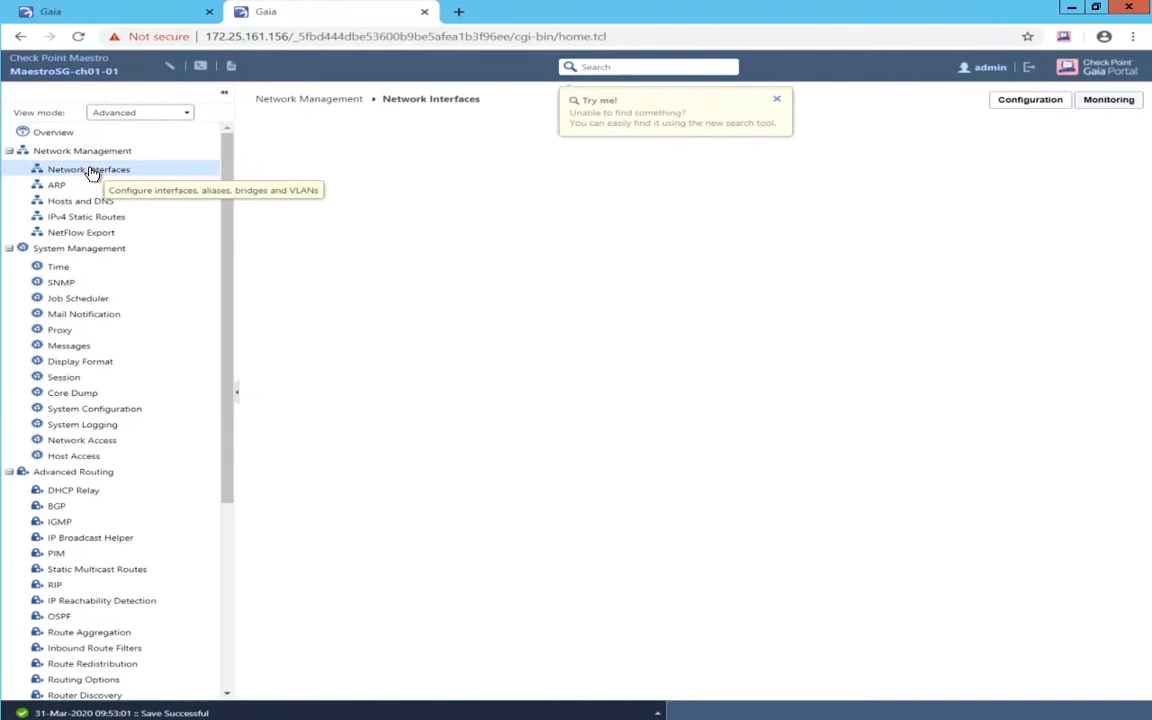 Gaia
Gaia
Not secure
172.25.161.156/_5fbd444dbe53600b9be5afea1b3f96ee/cgi-bin/home.tcl
Check Point Maestro
MaestroSG-ch01-01
Search
admin
Check Point
Gaia Portal
View mode:
Advanced
Network Management
Network Interfaces
Try me!
Unable to find something?
You can easily find it using the new search tool.
Configuration
Monitoring
Overview
Network Management
Network Interfaces
ARP
Configure interfaces, aliases, bridges and VLANs
Hosts and DNS
IPv4 Static Routes
NetFlow Export
System Management
Time
SNMP
Job Scheduler
Mail Notification
Proxy
Messages
Display Format
Session
Core Dump
System Configuration
System Logging
Network Access
Host Access
Advanced Routing
DHCP Relay
BGP
IGMP
IP Broadcast Helper
PIM
Static Multicast Routes
RIP
IP Reachability Detection
OSPF
Route Aggregation
Inbound Route Filters
Route Redistribution
Routing Options
Router Discovery
31-Mar-2020 09:53:01 :: Save Successful